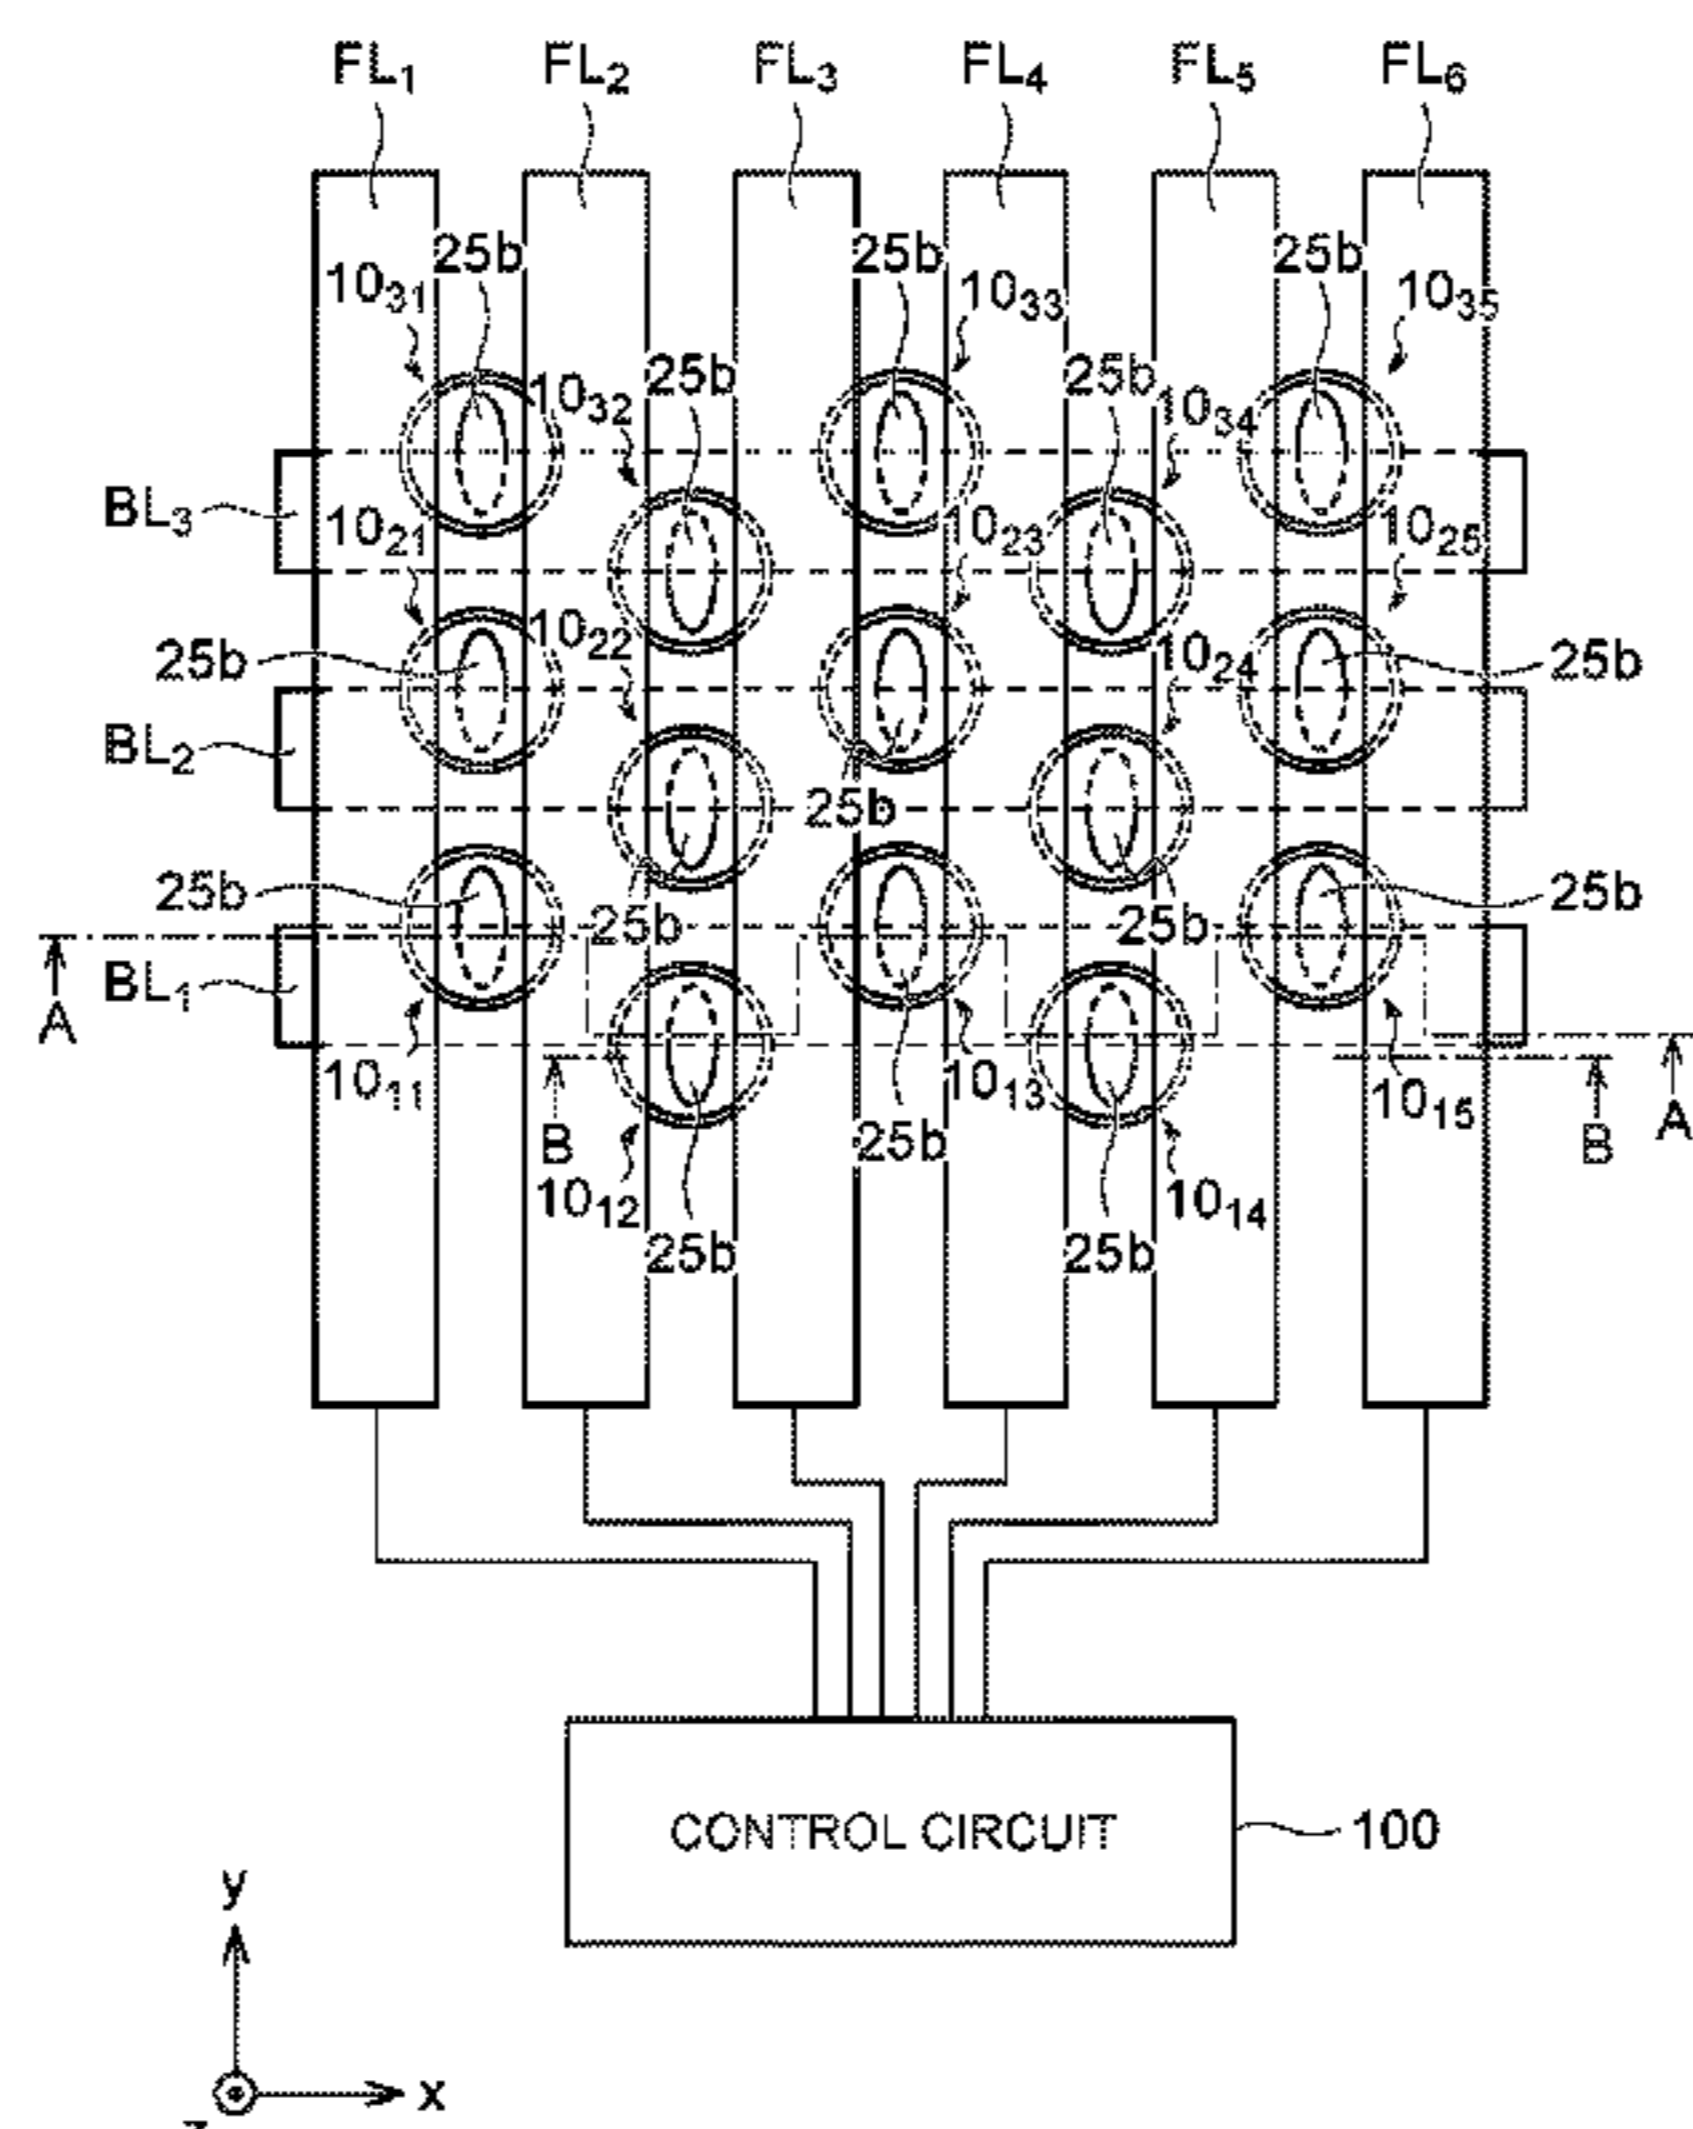 FL₁ FL₂ FL₃ FL₄ FL₅ FL₆
25b 25b 25b
10₃₁ 10₃₃ 10₃₅
10₃₂ 25b 25b 10₃₄
BL₃ 10₂₁ 10₂₃ 10₂₅
10₂₂ 10₂₄
25b 25b
BL₂
25b
25b 25b
25b 25b
BL₁
A A
10₁₁ 10₁₃ 10₁₅
B 25b B
10₁₂ 10₁₄
25b 25b
CONTROL CIRCUIT 100
y
x